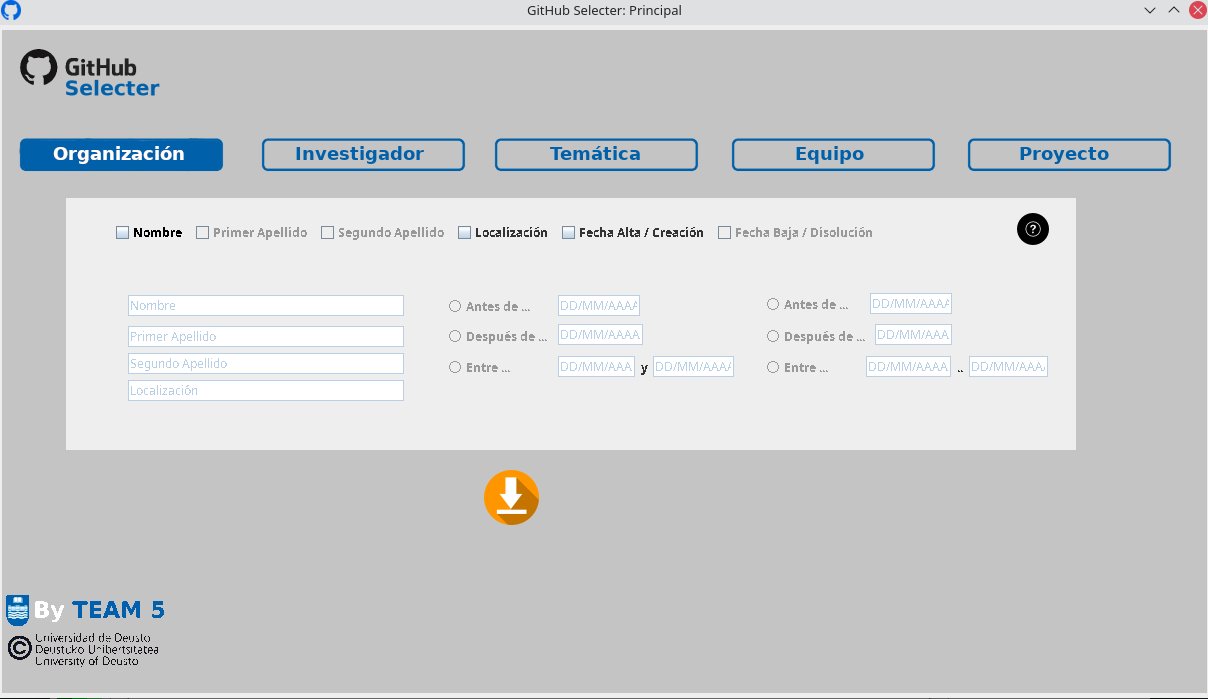 GitHub Selecter: Principal
GitHub
Selecter
Organización Investigador Temática Equipo Proyecto
Nombre Primer Apellido Segundo Apellido Localización Fecha Alta / Creación Fecha Baja / Disolución ?
Nombre Antes de ... DD/MM/AAAA Antes de ... DD/MM/AAAA
Primer Apellido Después de ... DD/MM/AAAA Después de ... DD/MM/AAA
Segundo Apellido Entre ... DD/MM/AAA y DD/MM/AAAA Entre ... DD/MM/AAAA .. DD/MM/AAA
Localización
By TEAM 5
© Universidad de Deusto
Deustuko Unibertsitatea
University of Deusto